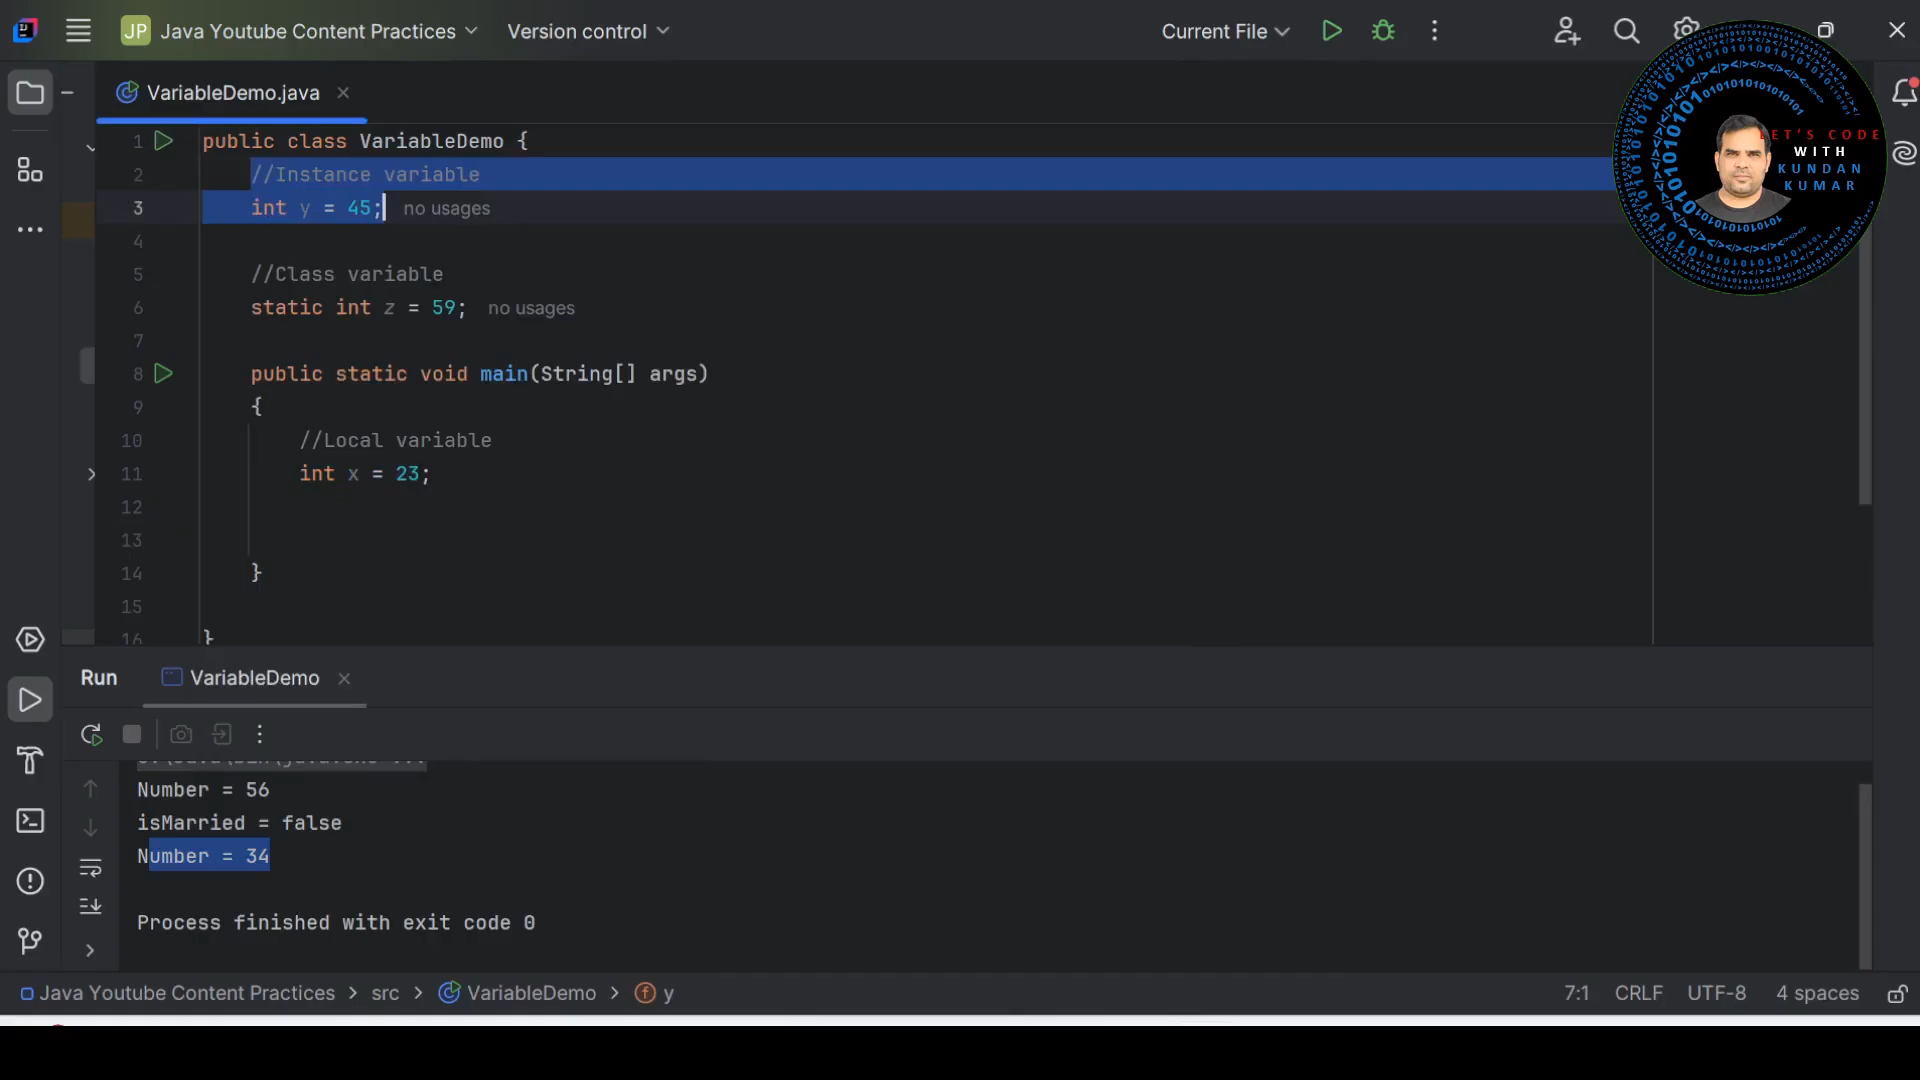 JP Java Youtube Content Practices Version control Current File
VariableDemo.java
1 public class VariableDemo {
2 //Instance variable
3 int y = 45; no usages
4
5 //Class variable
6 static int z = 59; no usages
7
8 public static void main(String[] args)
9 {
10 //Local variable
11 int x = 23;
12
13
14 }
15
16 }
LET'S CODE
WITH
KUNDAN
KUMAR
Run VariableDemo
Number = 56
isMarried = false
Number = 34
Process finished with exit code 0
Java Youtube Content Practices > src > VariableDemo > f y 7:1 CRLF UTF-8 4 spaces